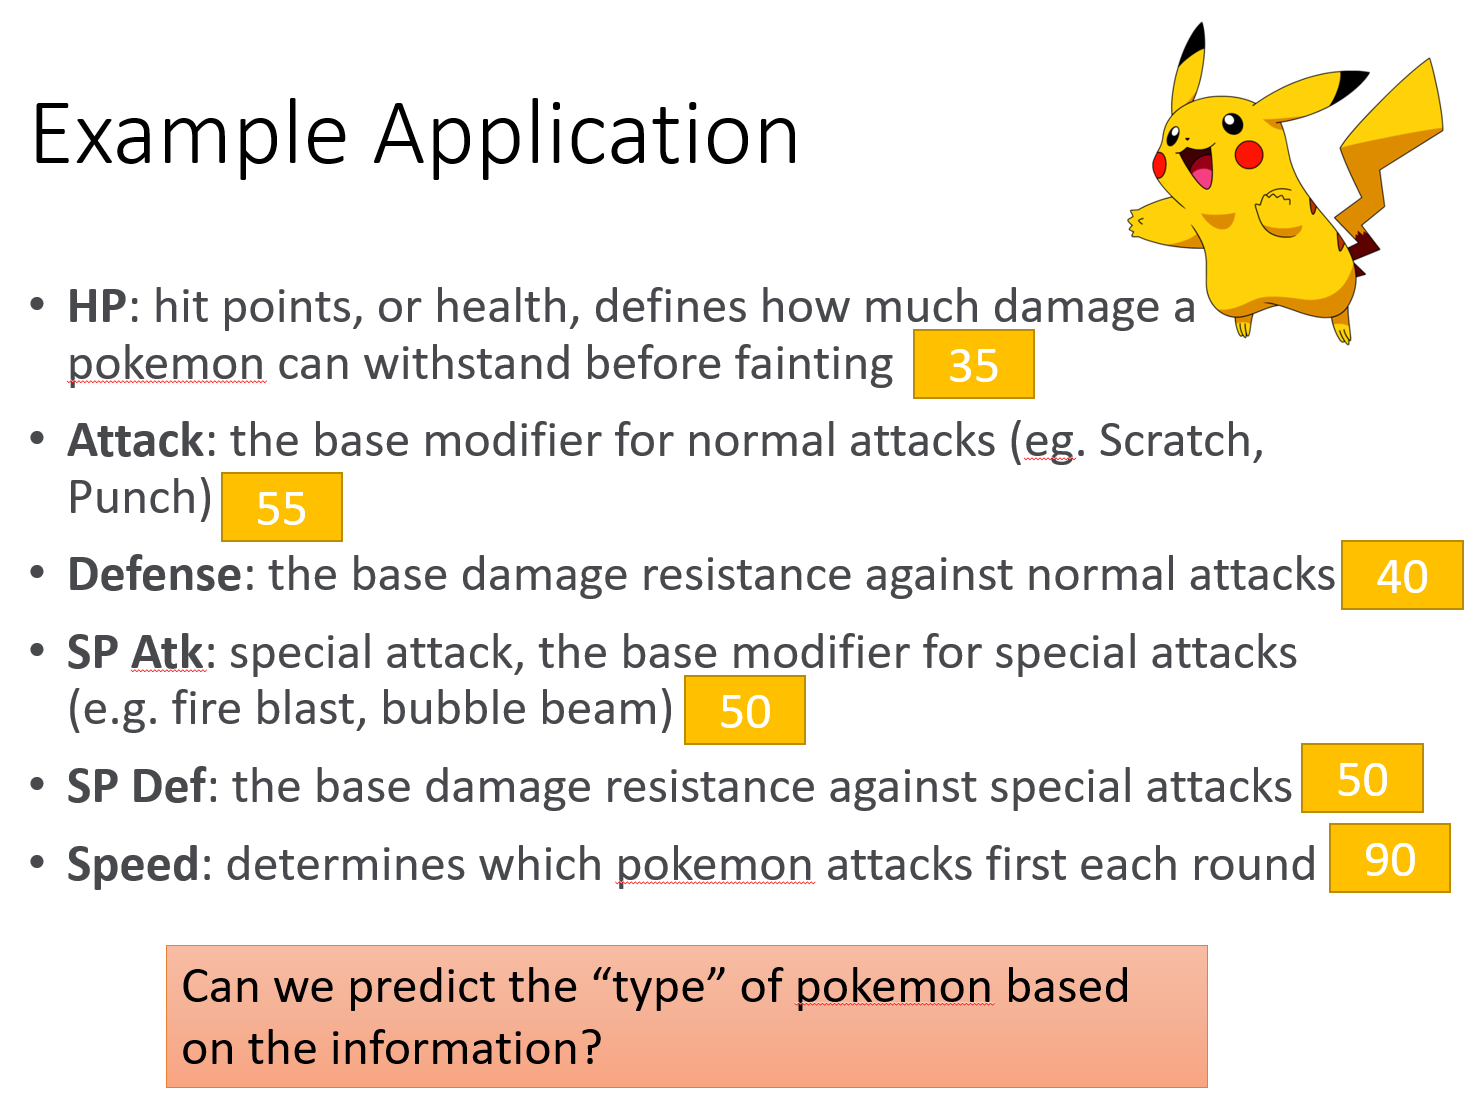 Example Application
• HP: hit points, or health, defines how much damage a
pokemon can withstand before fainting 35
• Attack: the base modifier for normal attacks (eg. Scratch,
Punch) 55
• Defense: the base damage resistance against normal attacks 40
• SP Atk: special attack, the base modifier for special attacks
(e.g. fire blast, bubble beam) 50
• SP Def: the base damage resistance against special attacks 50
• Speed: determines which pokemon attacks first each round 90
Can we predict the “type” of pokemon based
on the information?